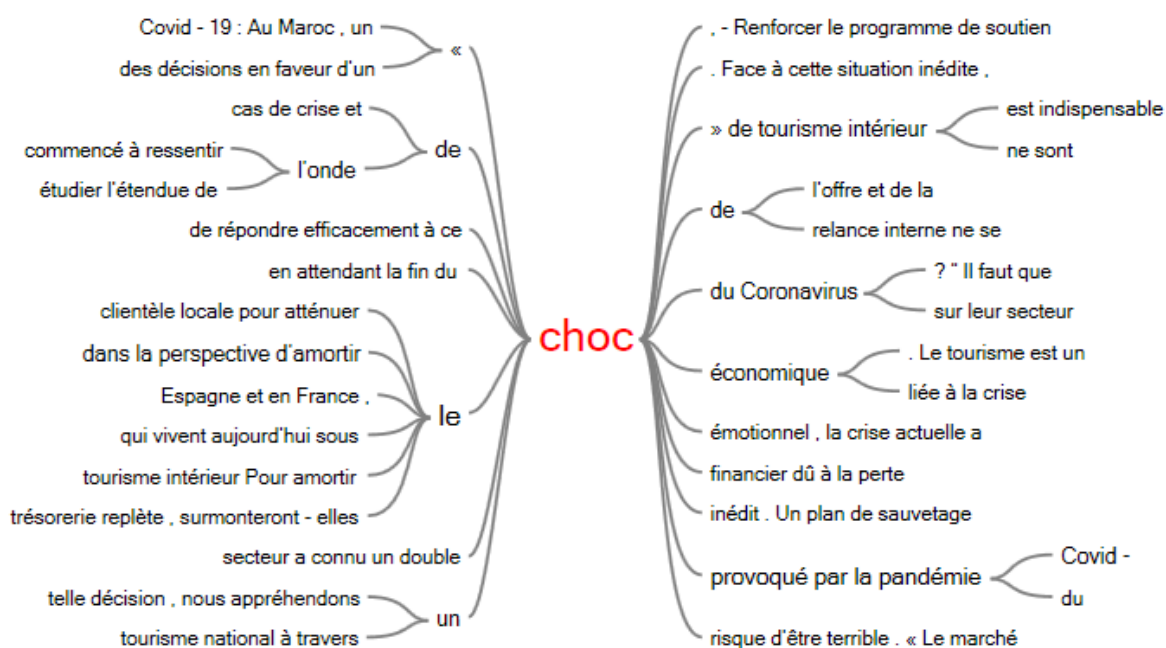 Covid - 19 : Au Maroc , un
des décisions en faveur d'un
«
cas de crise et
commencé à ressentir
étudier l'étendue de
l'onde
de
de répondre efficacement à ce
en attendant la fin du
clientèle locale pour atténuer
dans la perspective d'amortir
Espagne et en France ,
qui vivent aujourd'hui sous
tourisme intérieur Pour amortir
trésorerie replète , surmonteront - elles
le
secteur a connu un double
telle décision , nous appréhendons
tourisme national à travers
un
choc
, - Renforcer le programme de soutien
. Face à cette situation inédite ,
» de tourisme intérieur
est indispensable
ne sont
de
l'offre et de la
relance interne ne se
du Coronavirus
? " Il faut que
sur leur secteur
économique
. Le tourisme est un
liée à la crise
émotionnel , la crise actuelle a
financier dû à la perte
inédit . Un plan de sauvetage
provoqué par la pandémie
Covid -
du
risque d'être terrible . « Le marché